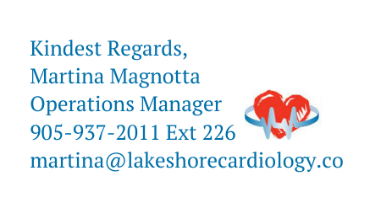 Kindest Regards,
Martina Magnotta
Operations Manager
905-937-2011 Ext 226
martina@lakeshorecardiology.co